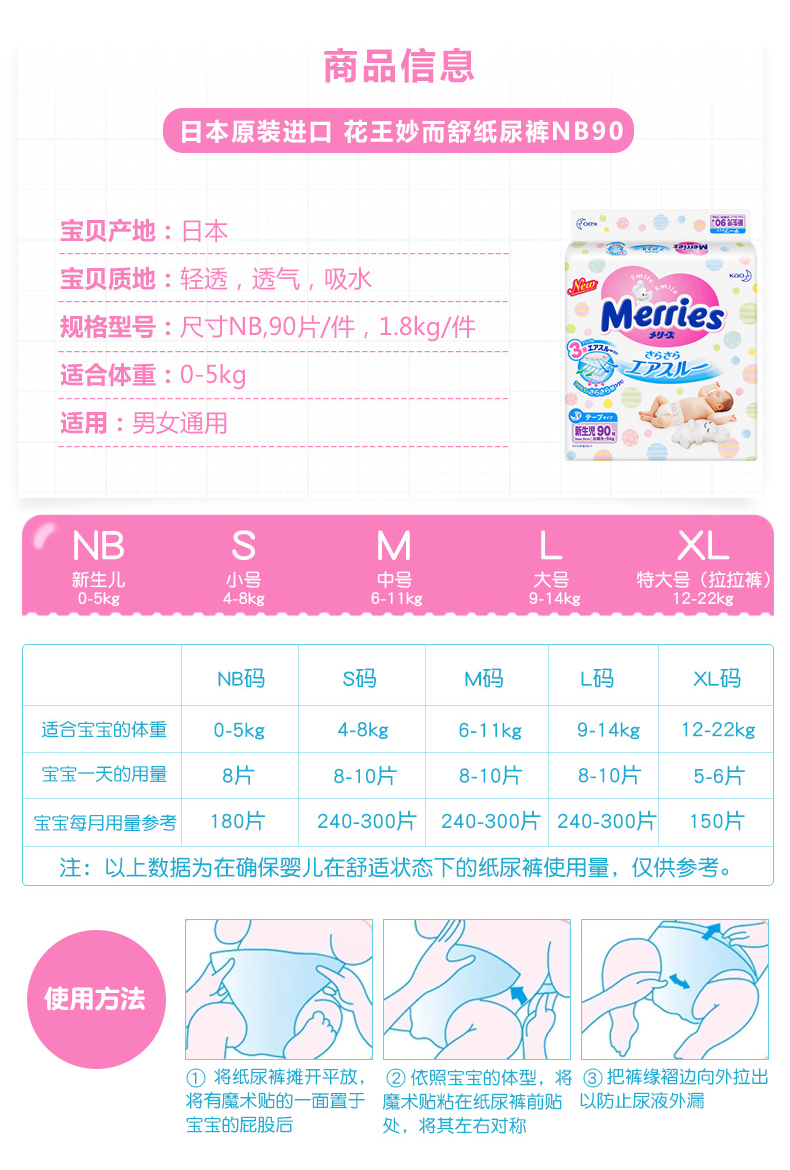 商品信息
日本原装进口 花王妙而舒纸尿裤NB90
宝贝产地：日本
宝贝质地：轻透，透气，吸水
规格型号：尺寸NB,90片/件，1.8kg/件
适合体重：0-5kg
适用：男女通用
Kao
Merries
Kao
New
Smile Smile
Merries
メリーズ
さらさら
エアスルー
3
エアスルー
テープタイプ
新生児 90
NB S M L XL
新生儿 小号 中号 大号 特大号（拉拉裤）
0-5kg 4-8kg 6-11kg 9-14kg 12-22kg
NB码 S码 M码 L码 XL码
适合宝宝的体重 0-5kg 4-8kg 6-11kg 9-14kg 12-22kg
宝宝一天的用量 8片 8-10片 8-10片 8-10片 5-6片
宝宝每月用量参考 180片 240-300片 240-300片 240-300片 150片
注：以上数据为在确保婴儿在舒适状态下的纸尿裤使用量，仅供参考。
使用方法
① 将纸尿裤摊开平放，
将有魔术贴的一面置于
宝宝的屁股后
② 依照宝宝的体型，将
魔术贴粘在纸尿裤前贴
处，将其左右对称
③ 把裤缘褶边向外拉出
以防止尿液外漏